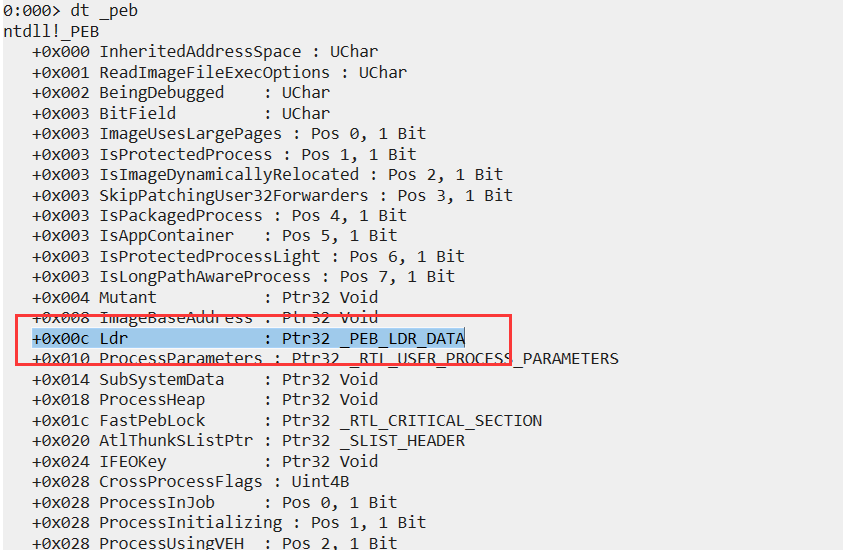 0:000> dt _peb
ntdll!_PEB
+0x000 InheritedAddressSpace : UChar
+0x001 ReadImageFileExecOptions : UChar
+0x002 BeingDebugged    : UChar
+0x003 BitField         : UChar
+0x003 ImageUsesLargePages : Pos 0, 1 Bit
+0x003 IsProtectedProcess : Pos 1, 1 Bit
+0x003 IsImageDynamicallyRelocated : Pos 2, 1 Bit
+0x003 SkipPatchingUser32Forwarders : Pos 3, 1 Bit
+0x003 IsPackagedProcess : Pos 4, 1 Bit
+0x003 IsAppContainer   : Pos 5, 1 Bit
+0x003 IsProtectedProcessLight : Pos 6, 1 Bit
+0x003 IsLongPathAwareProcess : Pos 7, 1 Bit
+0x004 Mutant           : Ptr32 Void
+0x008 ImageBaseAddress : Ptr32 Void
+0x00c Ldr              : Ptr32 _PEB_LDR_DATA
+0x010 ProcessParameters : Ptr32 _RTL_USER_PROCESS_PARAMETERS
+0x014 SubSystemData    : Ptr32 Void
+0x018 ProcessHeap      : Ptr32 Void
+0x01c FastPebLock      : Ptr32 _RTL_CRITICAL_SECTION
+0x020 AtlThunkSListPtr : Ptr32 _SLIST_HEADER
+0x024 IFEOKey          : Ptr32 Void
+0x028 CrossProcessFlags : Uint4B
+0x028 ProcessInJob     : Pos 0, 1 Bit
+0x028 ProcessInitializing : Pos 1, 1 Bit
+0x028 ProcessUsingVEH  : Pos 2, 1 Bit